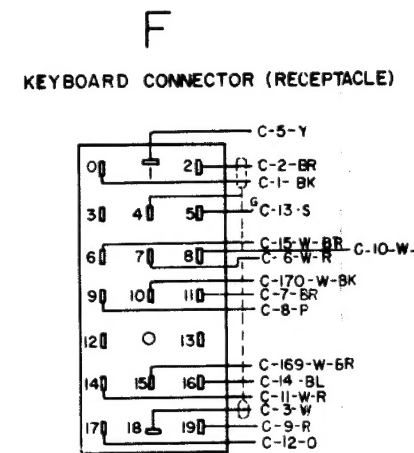 F
KEYBOARD CONNECTOR (RECEPTACLE)
C-5-Y
0 2 C-2-BR
C-1-BK
3 4 5 G C-13-S
C-15-W-BR
6 7 8 C-10-W-
C-6-W-R
C-170-W-BK
9 10 11 C-7-BR
C-8-P
12 13
C-169-W-BR
14 15 16 C-14-BL
C-11-W-R
C-3-W
17 18 19 C-9-R
C-12-O